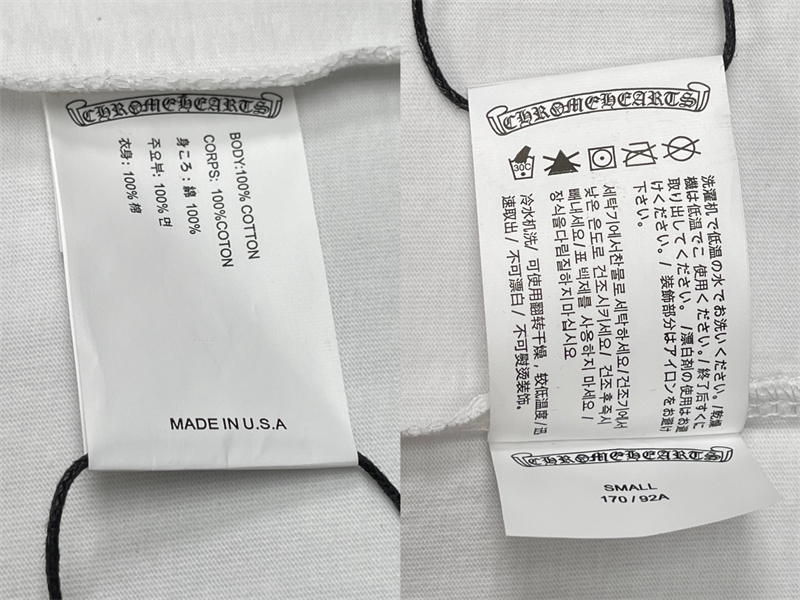 CHROMEHEARTS
BODY:100% COTTON
CORPS: 100%COTON
身ころ：綿 100%
주요부: 100% 면
衣身: 100% 棉
MADE IN U.S.A
CHROMEHEARTS
30C
洗濯机で低温の水でお洗いください。/乾燥
機は低温でご 使用ください。/終了后すぐに
取り出してください。 /漂白剤の使用はお避
けください。/ 装飾部分はアイロンをお避け
下さい。
세탁기에서찬물로세탁하세요/건조기에서
낮은 온도로 건조시키세요/ 건조 후즉시
빼내세요/표 백제를 사용하지 마세요/
장식을다림질하지마십시요
冷水机洗/ 可使用翻转干燥，较低温度/迅
速取出/ 不可漂白/ 不可熨烫装饰。
CHROMEHEARTS
SMALL
170 / 92A